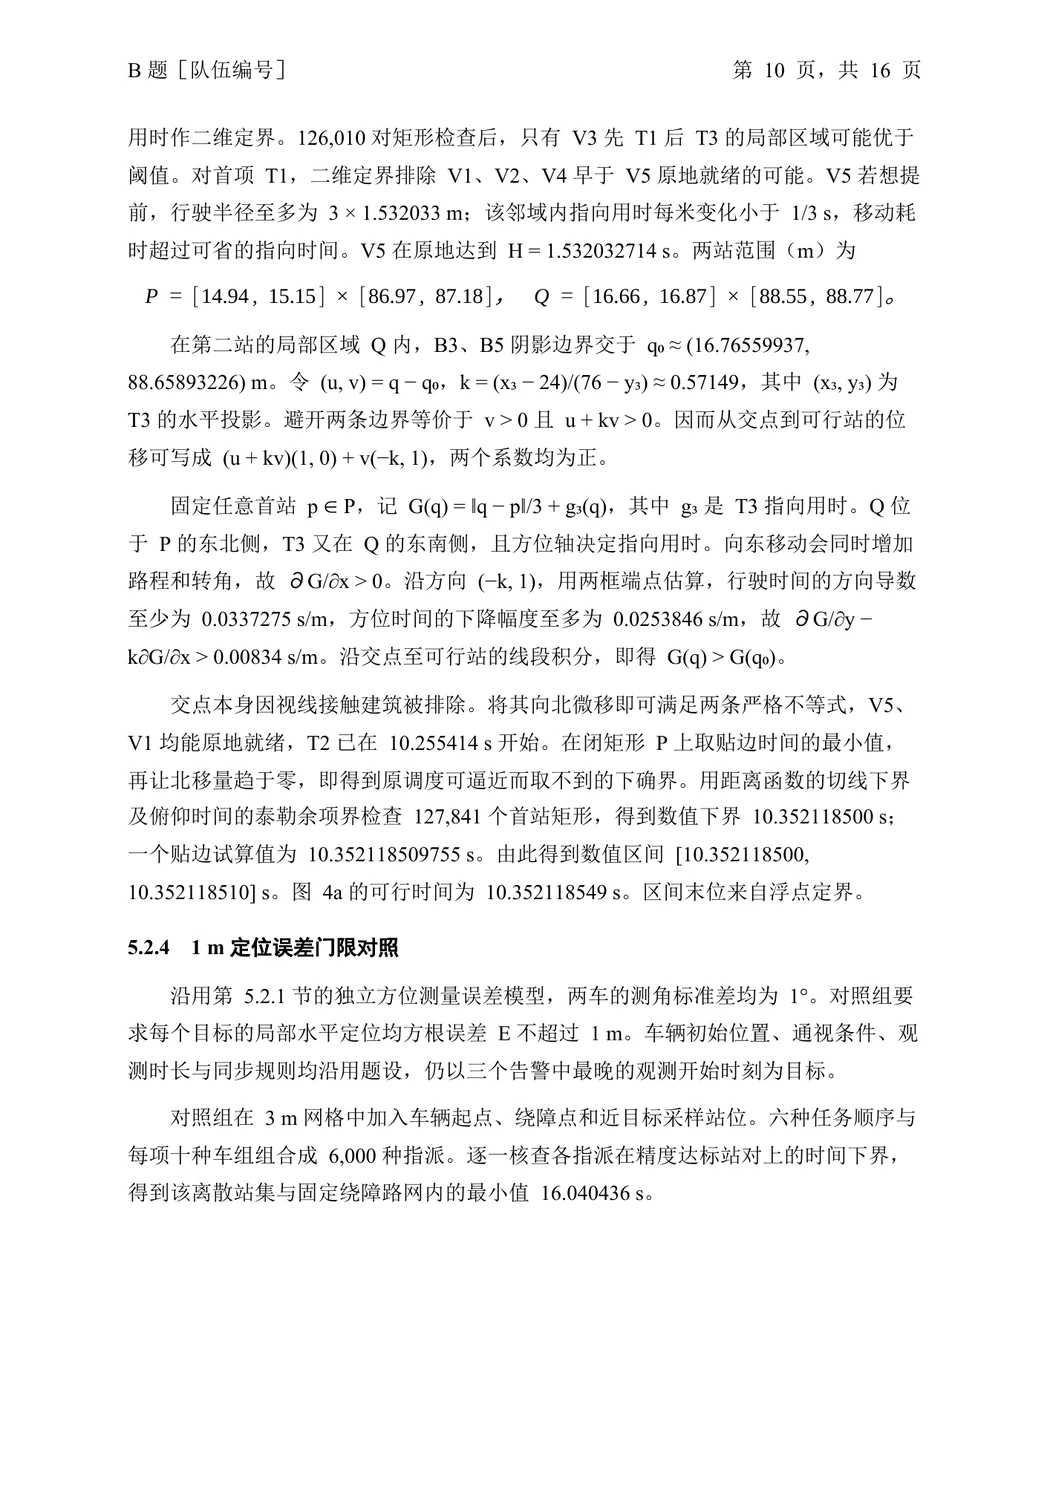 B 题［队伍编号］
第 10 页，共 16 页
用时作二维定界。126,010 对矩形检查后，只有 V3 先 T1 后 T3 的局部区域可能优于
阈值。对首项 T1，二维定界排除 V1、V2、V4 早于 V5 原地就绪的可能。V5 若想提
前，行驶半径至多为 3 × 1.532033 m；该邻域内指向用时每米变化小于 1/3 s，移动耗
时超过可省的指向时间。V5 在原地达到 H = 1.532032714 s。两站范围（m）为
P = ［14.94，15.15］ × ［86.97，87.18］， Q = ［16.66，16.87］ × ［88.55，88.77］。
在第二站的局部区域 Q 内，B3、B5 阴影边界交于 q₀ ≈ (16.76559937,
88.65893226) m。令 (u, v) = q − q₀，k = (x₃ − 24)/(76 − y₃) ≈ 0.57149，其中 (x₃, y₃) 为
T3 的水平投影。避开两条边界等价于 v > 0 且 u + kv > 0。因而从交点到可行站的位
移可写成 (u + kv)(1, 0) + v(−k, 1)，两个系数均为正。
固定任意首站 p ∈ P，记 G(q) = ‖q − p‖/3 + g₃(q)，其中 g₃ 是 T3 指向用时。Q 位
于 P 的东北侧，T3 又在 Q 的东南侧，且方位轴决定指向用时。向东移动会同时增加
路程和转角，故 ∂G/∂x > 0。沿方向 (−k, 1)，用两框端点估算，行驶时间的方向导数
至少为 0.0337275 s/m，方位时间的下降幅度至多为 0.0253846 s/m，故 ∂G/∂y −
k∂G/∂x > 0.00834 s/m。沿交点至可行站的线段积分，即得 G(q) > G(q₀)。
交点本身因视线接触建筑被排除。将其向北微移即可满足两条严格不等式，V5、
V1 均能原地就绪，T2 已在 10.255414 s 开始。在闭矩形 P 上取贴边时间的最小值，
再让北移量趋于零，即得到原调度可逼近而取不到的下确界。用距离函数的切线下界
及俯仰时间的泰勒余项界检查 127,841 个首站矩形，得到数值下界 10.352118500 s；
一个贴边试算值为 10.352118509755 s。由此得到数值区间 [10.352118500,
10.352118510] s。图 4a 的可行时间为 10.352118549 s。区间末位来自浮点定界。
5.2.4 1 m 定位误差门限对照
沿用第 5.2.1 节的独立方位测量误差模型，两车的测角标准差均为 1°。对照组要
求每个目标的局部水平定位均方根误差 E 不超过 1 m。车辆初始位置、通视条件、观
测时长与同步规则均沿用题设，仍以三个告警中最晚的观测开始时刻为目标。
对照组在 3 m 网格中加入车辆起点、绕障点和近目标采样站位。六种任务顺序与
每项十种车组组合成 6,000 种指派。逐一核查各指派在精度达标站对上的时间下界，
得到该离散站集与固定绕障路网内的最小值 16.040436 s。